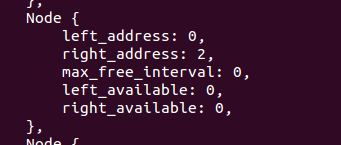 },
Node {
left_address: 0,
right_address: 2,
max_free_interval: 0,
left_available: 0,
right_available: 0,
},
Node {